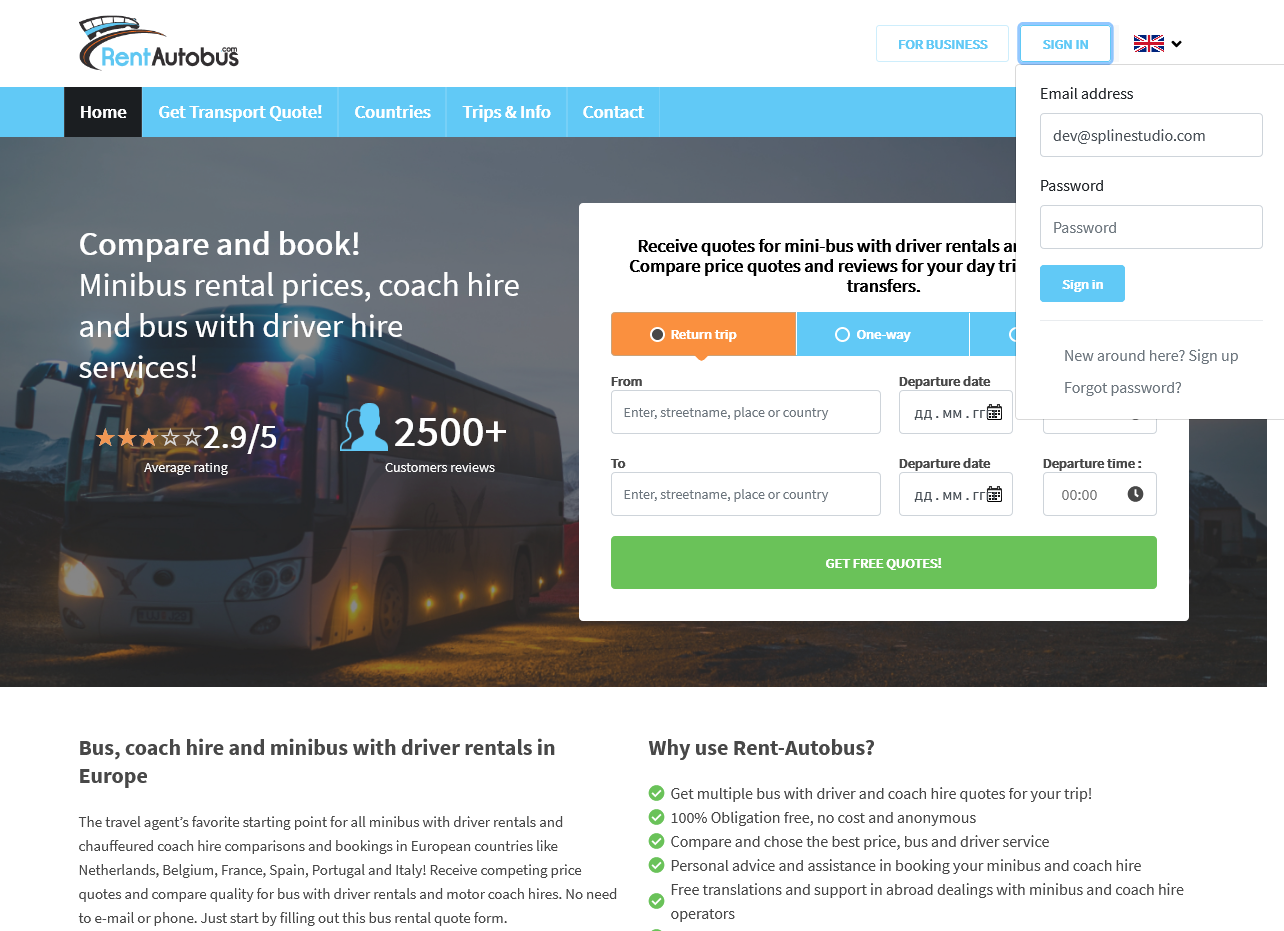 RentAutobus.com
FOR BUSINESS
SIGN IN
Home
Get Transport Quote!
Countries
Trips & Info
Contact
Email address
dev@splinestudio.com
Password
Password
Sign in
New around here? Sign up
Forgot password?
Compare and book!
Minibus rental prices, coach hire
and bus with driver hire
services!
2.9/5
Average rating
2500+
Customers reviews
Receive quotes for mini-bus with driver rentals
Compare price quotes and reviews for your day
transfers.
Return trip
One-way
From
Departure date
Enter, streetname, place or country
дд.мм.гг
To
Departure date
Departure time :
Enter, streetname, place or country
дд.мм.гг
00:00
GET FREE QUOTES!
Bus, coach hire and minibus with driver rentals in
Europe
The travel agent’s favorite starting point for all minibus with driver rentals and
chauffeured coach hire comparisons and bookings in European countries like
Netherlands, Belgium, France, Spain, Portugal and Italy! Receive competing price
quotes and compare quality for bus with driver rentals and motor coach hires. No need
to e-mail or phone. Just start by filling out this bus rental quote form.
Why use Rent-Autobus?
Get multiple bus with driver and coach hire quotes for your trip!
100% Obligation free, no cost and anonymous
Compare and chose the best price, bus and driver service
Personal advice and assistance in booking your minibus and coach hire
Free translations and support in abroad dealings with minibus and coach hire
operators